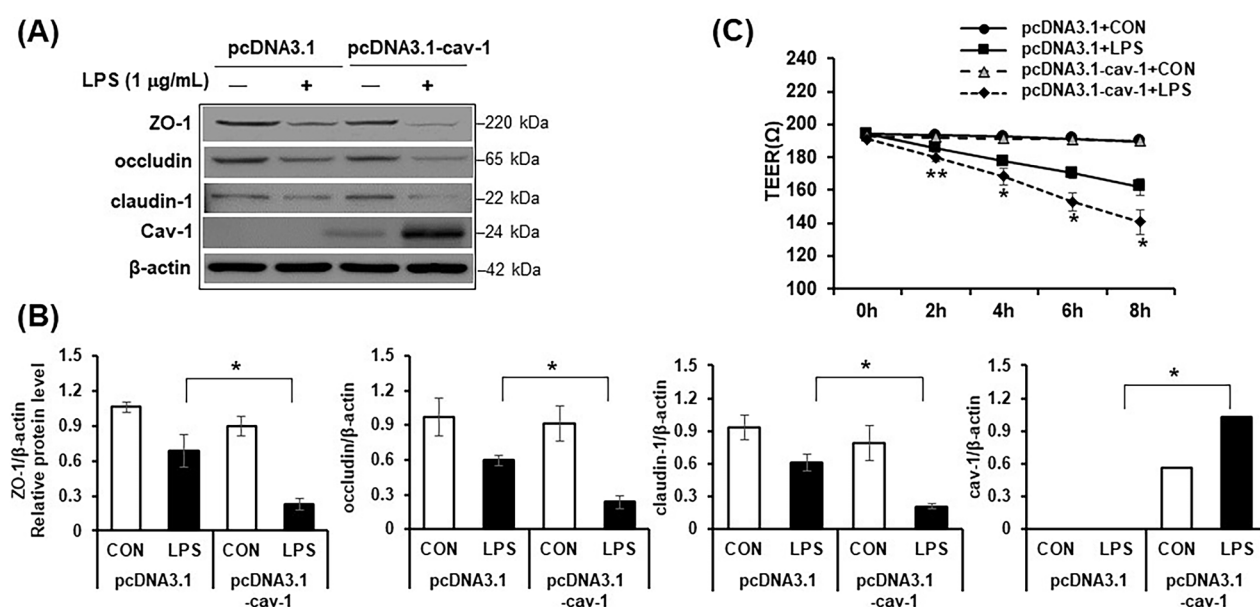 (A)
pcDNA3.1 pcDNA3.1-cav-1
LPS (1 μg/mL) — + — +
ZO-1 220 kDa
occludin 65 kDa
claudin-1 22 kDa
Cav-1 24 kDa
β-actin 42 kDa
(C)
pcDNA3.1+CON
pcDNA3.1+LPS
pcDNA3.1-cav-1+CON
pcDNA3.1-cav-1+LPS
TEER(Ω)
240
220
200
180
160
140
120
100
** * * *
0h 2h 4h 6h 8h
(B)
ZO-1/β-actin
Relative protein level
1.5
1.2
0.9
0.6
0.3
0
*
CON LPS CON LPS
pcDNA3.1 pcDNA3.1
-cav-1
occludin/β-actin
1.5
1.2
0.9
0.6
0.3
0
*
CON LPS CON LPS
pcDNA3.1 pcDNA3.1
-cav-1
claudin-1/β-actin
1.5
1.2
0.9
0.6
0.3
0
*
CON LPS CON LPS
pcDNA3.1 pcDNA3.1
-cav-1
cav-1/β-actin
1.5
1.2
0.9
0.6
0.3
0
*
CON LPS CON LPS
pcDNA3.1 pcDNA3.1
-cav-1